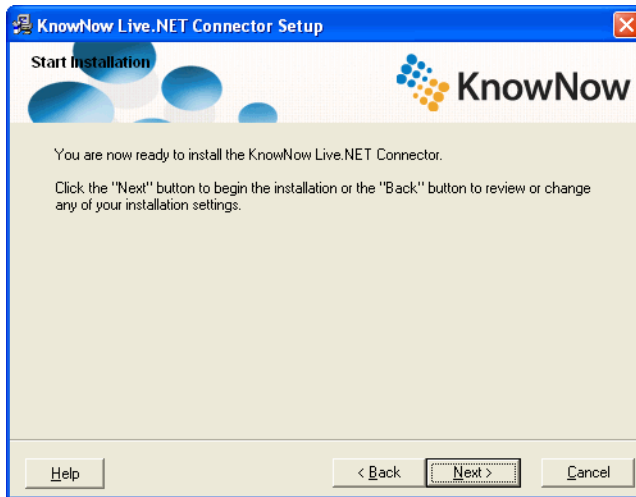 KnowNow Live.NET Connector Setup
Start Installation
KnowNow
You are now ready to install the KnowNow Live.NET Connector.
Click the "Next" button to begin the installation or the "Back" button to review or change
any of your installation settings.
Help
< Back
Next >
Cancel